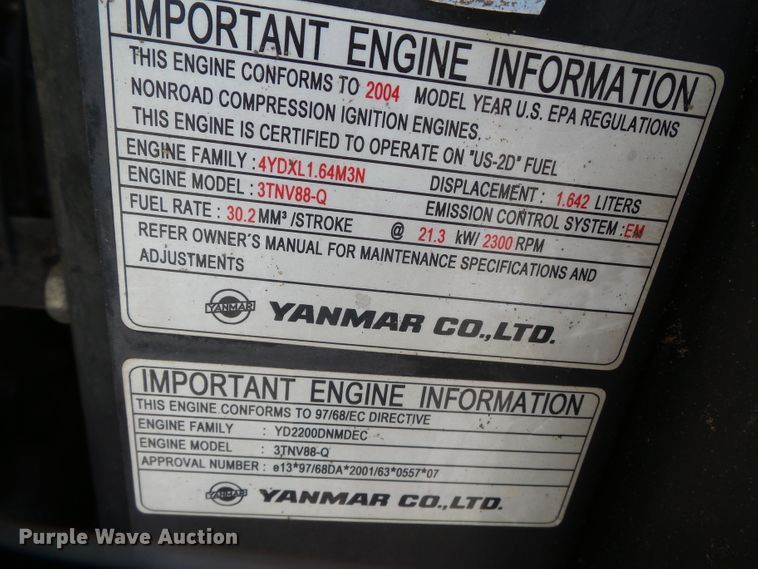 IMPORTANT ENGINE INFORMATION
THIS ENGINE CONFORMS TO 2004 MODEL YEAR U.S. EPA REGULATIONS
NONROAD COMPRESSION IGNITION ENGINES.
THIS ENGINE IS CERTIFIED TO OPERATE ON "US-2D" FUEL
ENGINE FAMILY : 4YDXL1.64M3N DISPLACEMENT : 1.642 LITERS
ENGINE MODEL : 3TNV88-Q EMISSION CONTROL SYSTEM : EM
FUEL RATE : 30.2 MM³ /STROKE @ 21.3 kW/ 2300 RPM
REFER OWNER'S MANUAL FOR MAINTENANCE SPECIFICATIONS AND
ADJUSTMENTS
YANMAR YANMAR CO.,LTD.
IMPORTANT ENGINE INFORMATION
THIS ENGINE CONFORMS TO 97/68/EC DIRECTIVE
ENGINE FAMILY : YD2200DNMDEC
ENGINE MODEL : 3TNV88-Q
APPROVAL NUMBER : e13*97/68DA*2001/63*0557*07
YANMAR YANMAR CO.,LTD.
Purple Wave Auction